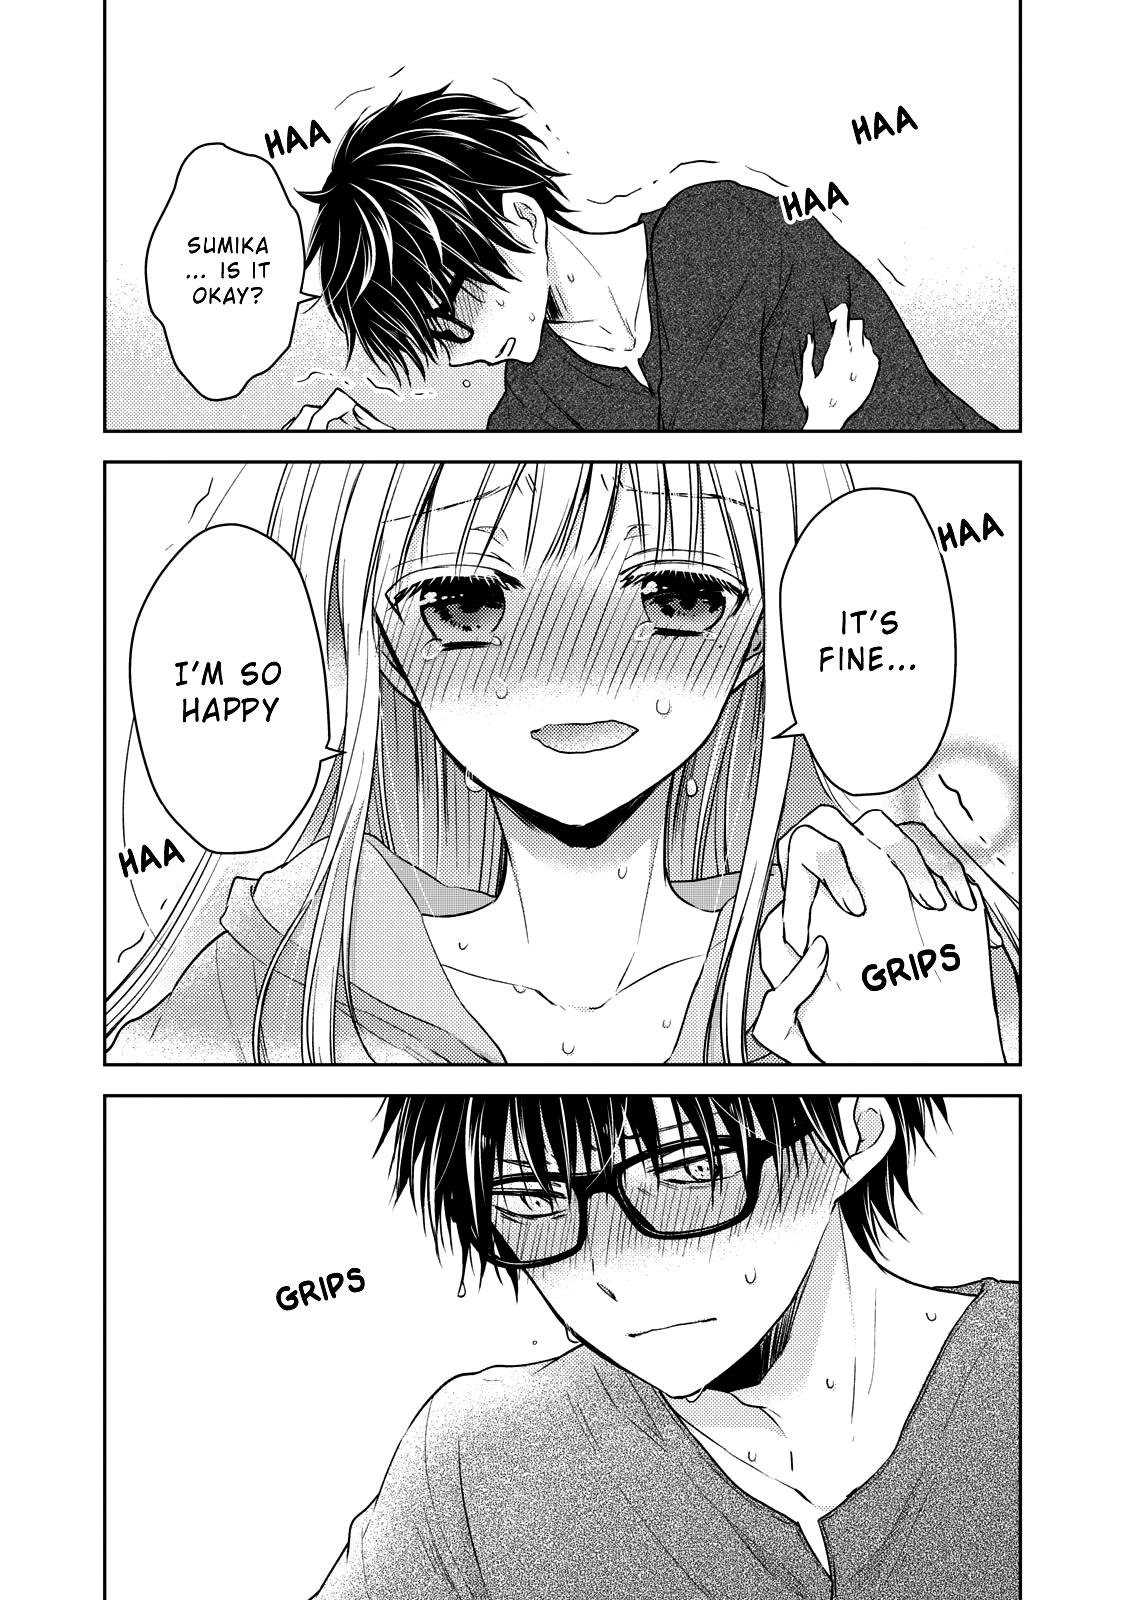 HAA
HAA
HAA
SUMIKA
... IS IT
OKAY?
HAA
IT'S
FINE...
I'M SO
HAPPY
HAA
GRIPS
GRIPS